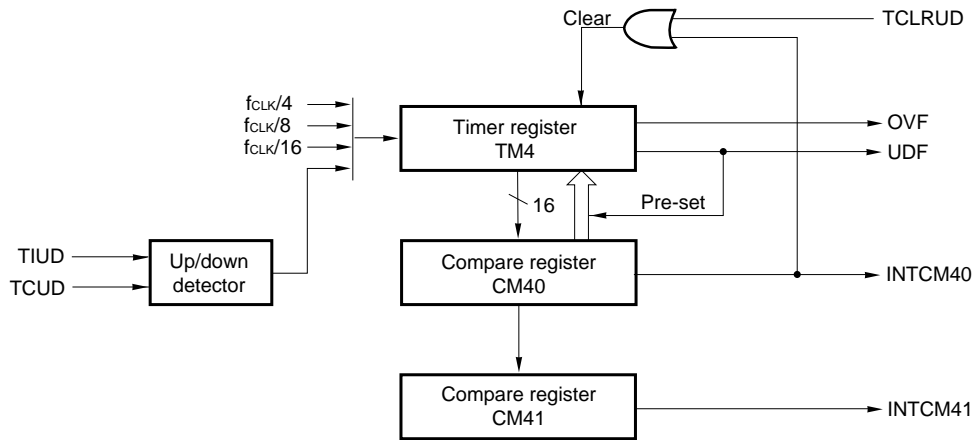 Clear
TCLRUD
fCLK/4
fCLK/8
fCLK/16
Timer register
TM4
OVF
UDF
16
Pre-set
TIUD
TCUD
Up/down
detector
Compare register
CM40
INTCM40
Compare register
CM41
INTCM41